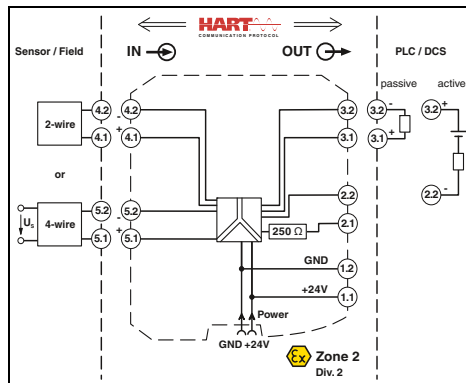 HART
COMMUNICATION PROTOCOL
Sensor / Field
IN
OUT
PLC / DCS
passive
active
4.2
4.2
3.2
3.2
-
3.2
+
2-wire
-
+
4.1
4.1
3.1
3.1
+
or
2.2
2.2
-
Us
4-wire
5.2
5.2
-
+
5.1
5.1
250 Ω
2.1
GND
1.2
+24V
1.1
Power
GND +24V
Ex
Zone 2
Div. 2